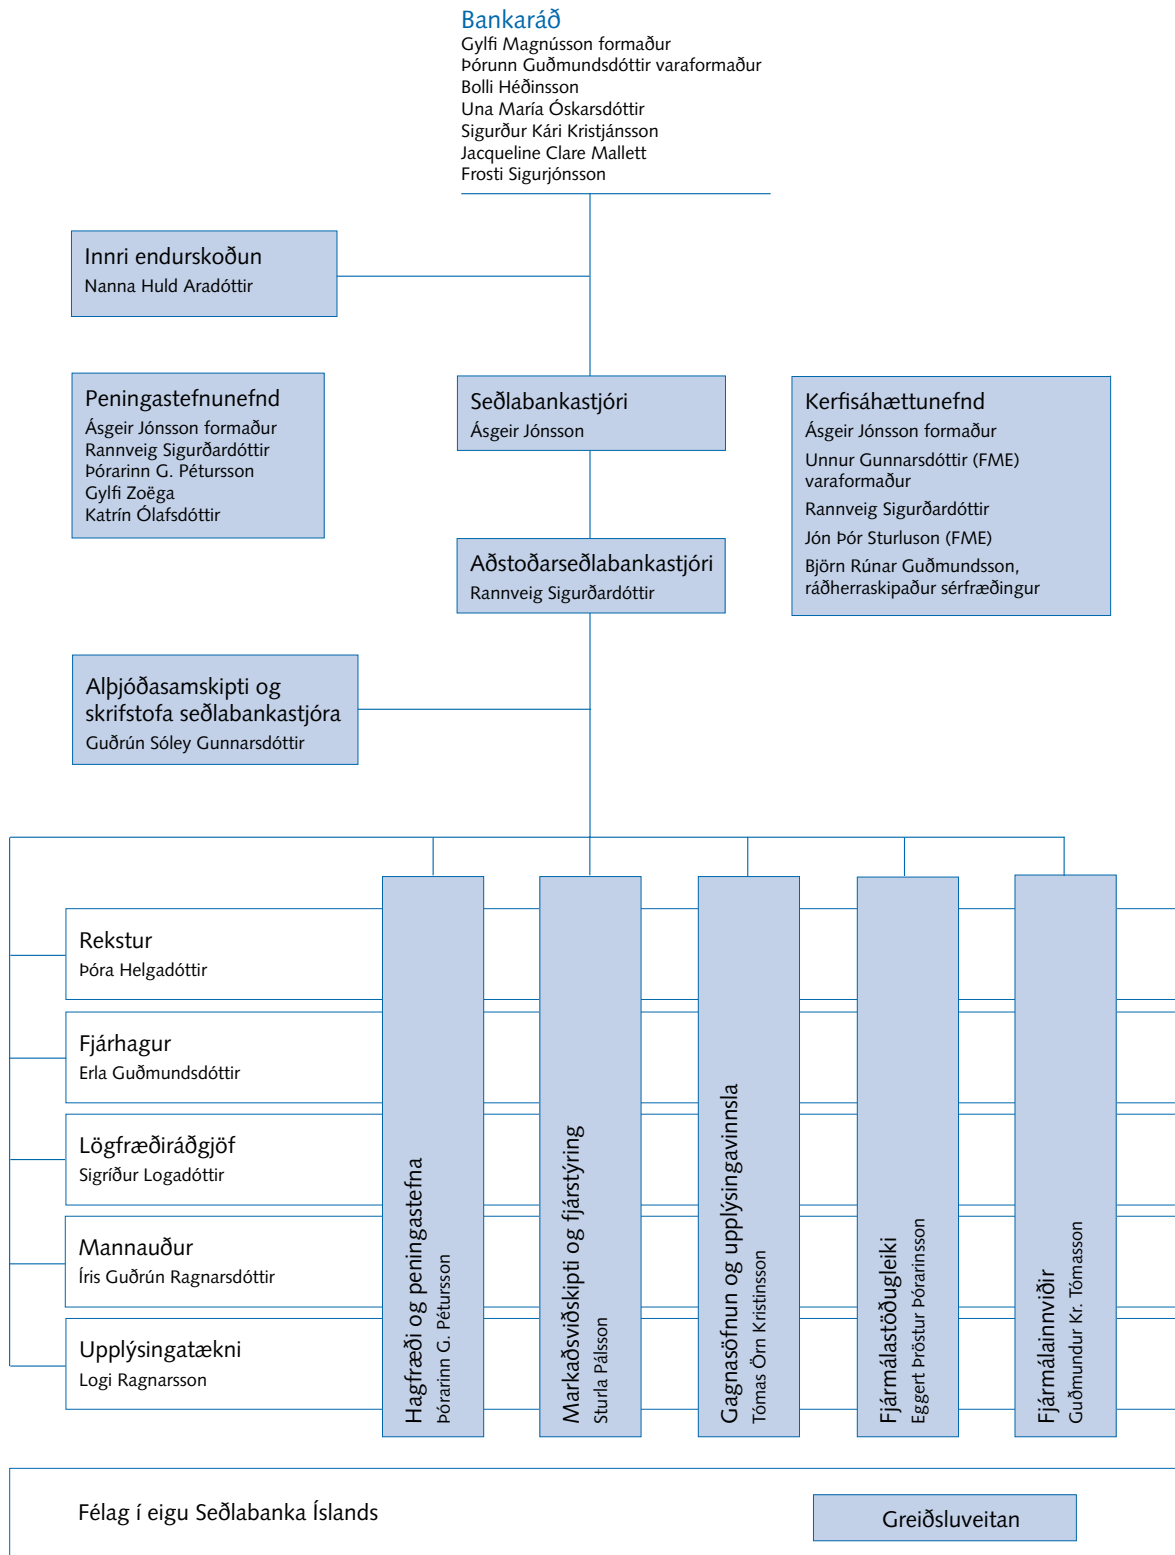 Bankaráð
Gylfi Magnússon formaður
Þórunn Guðmundsdóttir varaformaður
Bolli Héðinsson
Una María Óskarsdóttir
Sigurður Kári Kristjánsson
Jacqueline Clare Mallett
Frosti Sigurjónsson
Innri endurskoðun
Nanna Huld Aradóttir
Peningastefnunefnd
Ásgeir Jónsson formaður
Rannveig Sigurðardóttir
Þórarinn G. Pétursson
Gylfi Zoëga
Katrín Ólafsdóttir
Seðlabankastjóri
Ásgeir Jónsson
Kerfisáhættunefnd
Ásgeir Jónsson formaður
Unnur Gunnarsdóttir (FME)
varaformaður
Rannveig Sigurðardóttir
Jón Þór Sturluson (FME)
Björn Rúnar Guðmundsson,
ráðherraskipaður sérfræðingur
Aðstoðarseðlabankastjóri
Rannveig Sigurðardóttir
Alþjóðasamskipti og
skrifstofa seðlabankastjóra
Guðrún Sóley Gunnarsdóttir
Rekstur
Þóra Helgadóttir
Fjárhagur
Erla Guðmundsdóttir
Lögfræðiráðgjöf
Sigríður Logadóttir
Mannauður
Íris Guðrún Ragnarsdóttir
Upplýsingatækni
Logi Ragnarsson
Hagfræði og peningastefna
Þórarinn G. Pétursson
Markaðsviðskipti og fjárstýring
Sturla Pálsson
Gagnasöfnun og upplýsingavinnsla
Tómas Örn Kristinsson
Fjármálastöðugleiki
Eggert Þröstur Þórarinsson
Fjármálainnviðir
Guðmundur Kr. Tómasson
Félag í eigu Seðlabanka Íslands
Greiðsluveitan